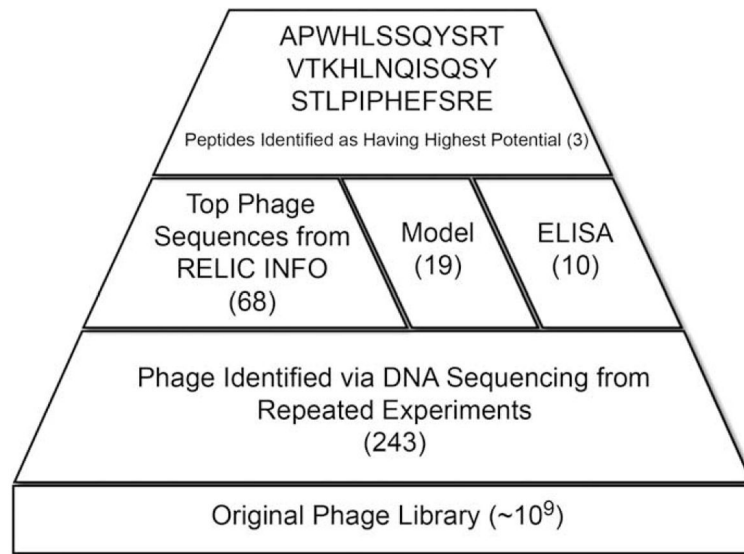 APWHLSSQYSRT
VTKHLNQISQSY
STLPIPHEFSRE
Peptides Identified as Having Highest Potential (3)
Top Phage
Sequences from
RELIC INFO
(68)
Model
(19)
ELISA
(10)
Phage Identified via DNA Sequencing from
Repeated Experiments
(243)
Original Phage Library (~10⁹)